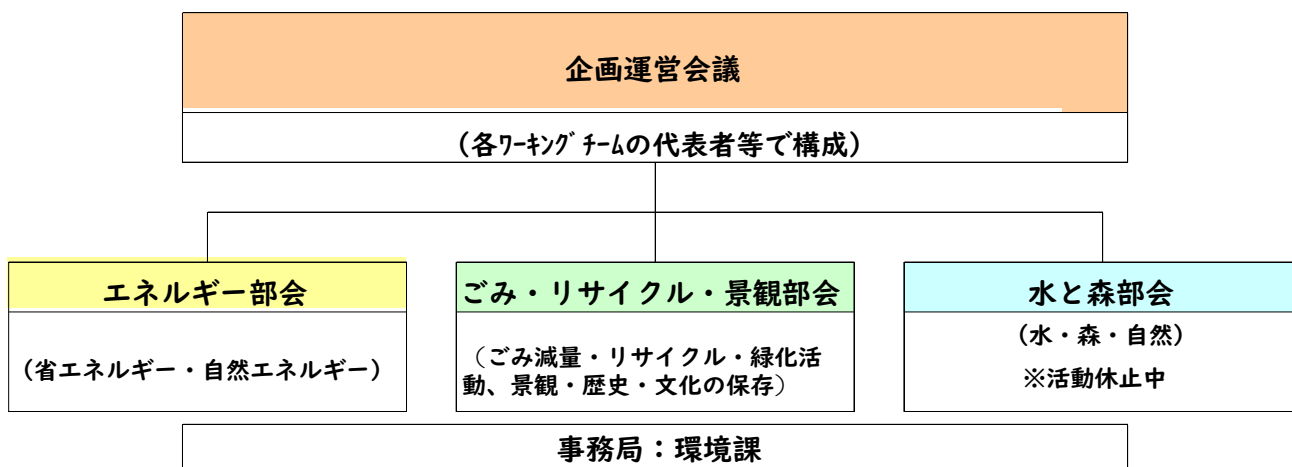 企画運営会議
(各ﾜｰｷﾝｸﾞﾁｰﾑの代表者等で構成)
エネルギー部会
(省エネルギー・自然エネルギー)
ごみ・リサイクル・景観部会
(ごみ減量・リサイクル・緑化活
動、景観・歴史・文化の保存)
水と森部会
(水・森・自然)
※活動休止中
事務局:環境課